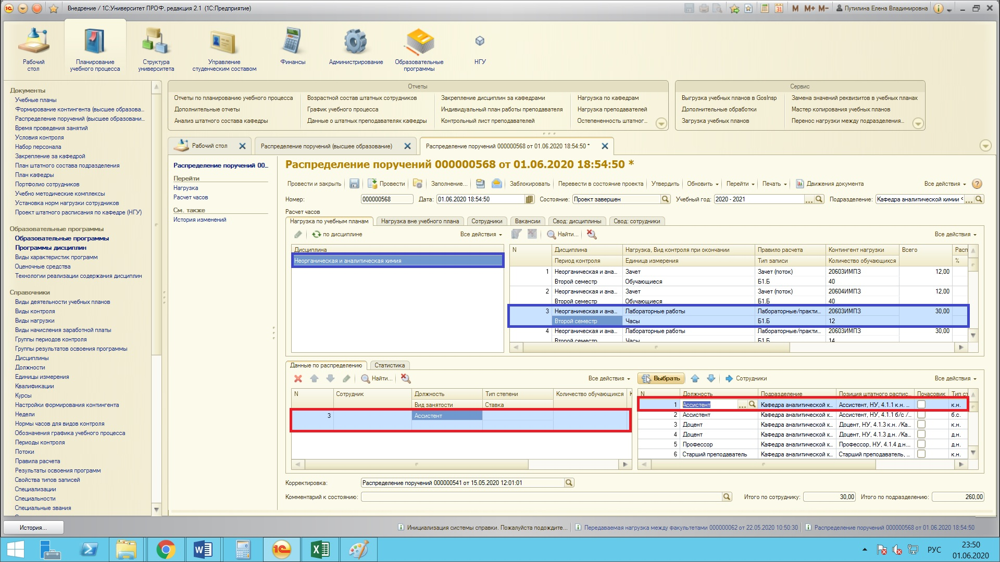 Внедрение / 1С:Университет ПРОФ, редакция 2.1 (1С:Предприятие)
M M+ M- Путилина Елена Владимировна
Рабочий стол
Планирование учебного процесса
Структура университета
Управление студенческим составом
Финансы
Администрирование
Образовательные программы
НГУ
Документы
Учебные планы
Формирование контингента (высшее образова...
Распределение поручений (высшее образовани...
Время проведения занятий
Условия контроля
Набор персонала
Закрепление за кафедрой
План штатного состава подразделения
План кафедры
Портфолио сотрудников
Учебно методические комплексы
Установка норм нагрузки сотрудников
Проект штатного расписания по кафедре (НГУ)
Образовательные программы
Образовательные программы
Программы дисциплин
Виды характеристик программ
Оценочные средства
Технологии реализации содержания дисциплин
Справочники
Виды деятельности учебных планов
Виды контроля
Виды нагрузки
Виды начисления заработной платы
Группы периодов контроля
Группы результатов освоения программы
Дисциплины
Должности
Единицы измерения
Квалификации
Курсы
Настройки формирования контингента
Недели
Нормы часов для видов контроля
Обозначения графика учебного процесса
Периоды контроля
Потоки
Правила расчета
Результаты освоения программ
Свойства типов записей
Специализации
Специальности
Специальные звания
Отчеты
Отчеты по планированию учебного процесса
Дополнительные отчеты
Анализ штатного состава кафедры
Возрастной состав штатных сотрудников
График учебного процесса
Данные о штатных преподавателях кафедры
Закрепление дисциплин за кафедрами
Индивидуальный план работы преподавателя
Контрольный лист преподавателей
Нагрузка по кафедрам
Нагрузка преподавателей
Остепененность штатног...
Сервис
Выгрузка учебных планов в GosInsp
Дополнительные обработки
Загрузка учебных планов
Замена значений реквизитов в учебных планах
Мастер копирования учебных планов
Перенос нагрузки между подразделения...
Рабочий стол
Распределение поручений (высшее образование)
Распределение поручений 000000568 от 01.06.2020 18:54:50 *
Распределение поручений 00...
Перейти
Нагрузка
Расчет часов
См. также
История изменений
Распределение поручений 000000568 от 01.06.2020 18:54:50 *
Провести и закрыть Провести Заполнение... Заблокировать Перевести в состояние проекта Утвердить Обновить Перейти Печать Движения документа Все действия
Номер: 000000568 Дата: 01.06.2020 18:54:50 Состояние: Проект завершен Учебный год: 2020 - 2021 Подразделение: Кафедра аналитической химии
Расчет часов
Нагрузка по учебным планам Нагрузка вне учебного плана Сотрудники Вакансии Свод: дисциплины Свод: сотрудники
по дисциплине Все действия
Дисциплина
Неорганическая и аналитическая химия
Найти... Все действия
N Дисциплина Нагрузка, Вид контроля при окончании Правило расчета Контингент нагрузки Всего Расп
Период контроля Единица измерения Тип записи Количество обучающихся %
1 Неорганическая и ана... Зачет Зачет (поток) 20603ИМПЗ 12,00
Второй семестр Обучающиеся Б1.Б 40
2 Неорганическая и ана... Зачет Зачет (поток) 20604ИМПЗ 12,00
Второй семестр Обучающиеся Б1.Б 40
3 Неорганическая и ана... Лабораторные работы Лабораторные/практи... 20603ИМПЗ 30,00
Второй семестр Часы Б1.Б 12
4 Неорганическая и ана... Лабораторные работы Лабораторные/практи... 20603ИМПЗ 30,00
Второй семестр Часы Б1.Б 14
Данные по распределению Статистика
Найти... Все действия
N Сотрудник Должность Тип степени Количество обучающихся
Вид занятости Ставка
3 Ассистент
Выбрать Сотрудники Все действия
N Должность Подразделение Позиция штатного распис... Почасовик Тип ст
1 Ассистент Кафедра аналитической х... Ассистент, НУ, 4.1.1 к.н. ... к.н.
2 Ассистент Кафедра аналитической х... Ассистент, НУ, 4.1.1 б/с /... б.с.
3 Доцент Кафедра аналитической х... Доцент, НУ, 4.1.3 к.н. /Ка... к.н.
4 Доцент Кафедра аналитической х... Доцент, НУ, 4.1.3 д.н. /Ка... д.н.
5 Профессор Кафедра аналитической х... Профессор, НУ, 4.1.4 д.н.... д.н.
6 Старший преподаватель Кафедра аналитической х... Старший преподаватель, ... к.н.
Корректировка: Распределение поручений 000000541 от 15.05.2020 12:01:01
Комментарий к состоянию: Итого по сотруднику: 30,00 Итого по подразделению: 260,00
История...
Инициализация системы справки. Пожалуйста подождите...
Передаваемая нагрузка между факультетами 000000062 от 22.05.2020 10:50:30
Распределение поручений 000000568 от 01.06.2020 18:54:50
РУС
23:50
01.06.2020